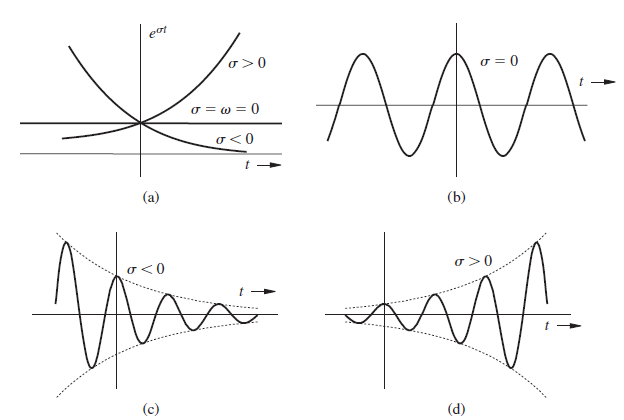 e^σt
σ > 0
σ = ω = 0
σ < 0
t
(a)
σ = 0
t
(b)
σ < 0
t
(c)
σ > 0
t
(d)